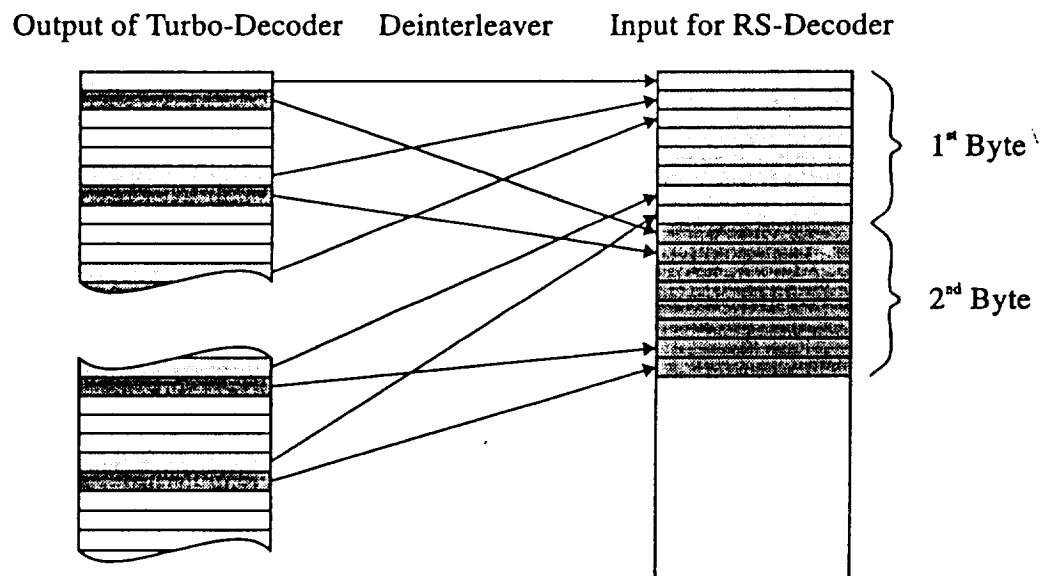 Output of Turbo-Decoder Deinterleaver Input for RS-Decoder
1st Byte
2nd Byte